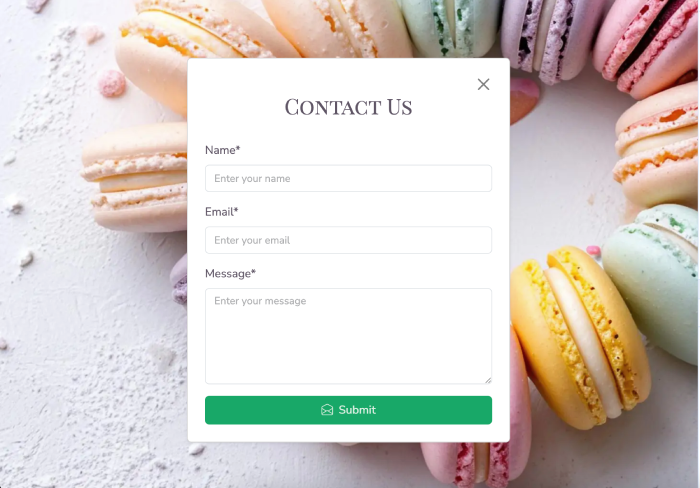 Contact Us
Name*
Enter your name
Email*
Enter your email
Message*
Enter your message
Submit